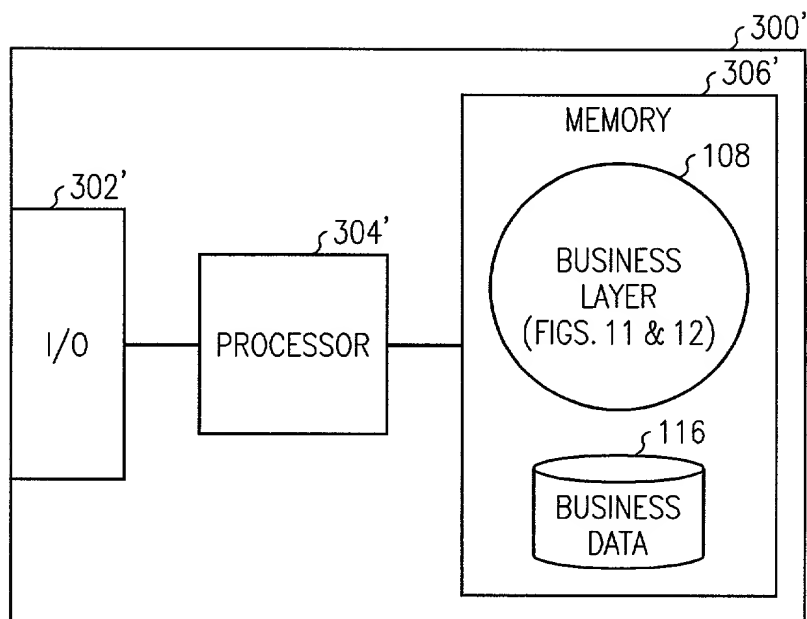 300'
306'
MEMORY
108
302'
304'
BUSINESS
LAYER
(FIGS. 11 & 12)
I/O
PROCESSOR
116
BUSINESS
DATA